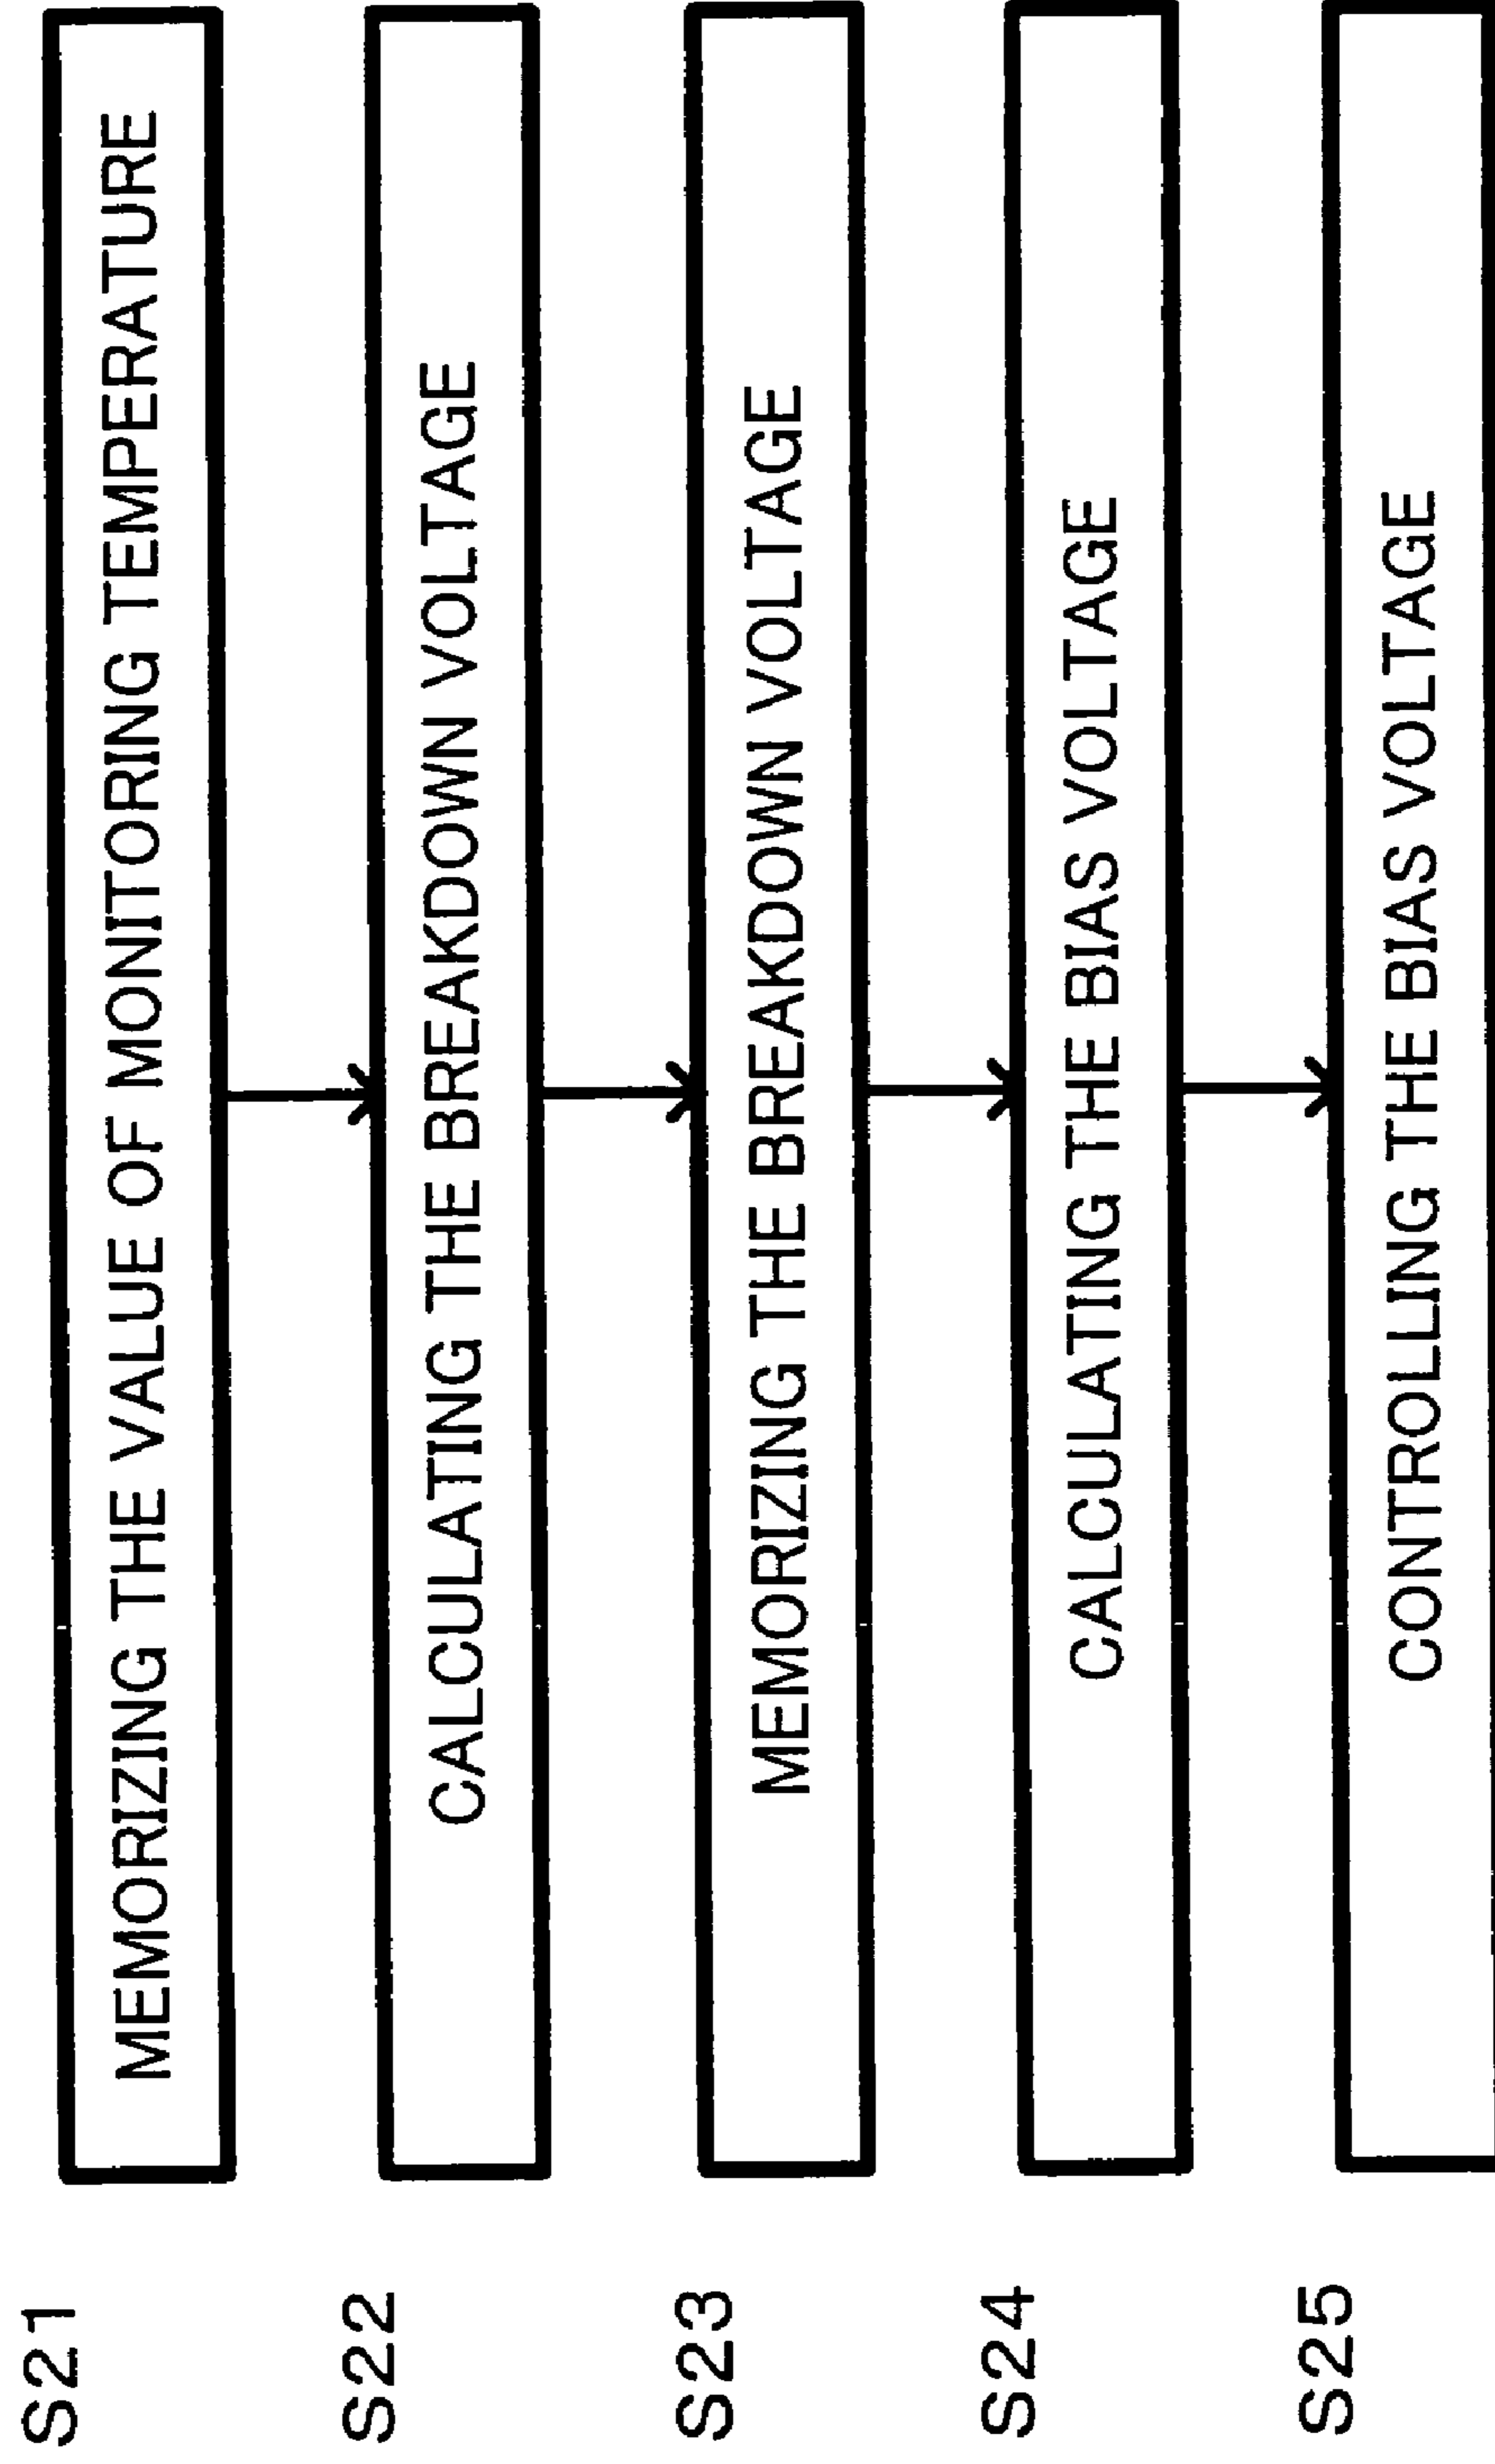 S21
MEMORIZING THE VALUE OF MONITORING TEMPERATURE
S22
CALCULATING THE BREAKDOWN VOLTAGE
S23
MEMORIZING THE BREAKDOWN VOLTAGE
S24
CALCULATING THE BIAS VOLTAGE
S25
CONTROLLING THE BIAS VOLTAGE